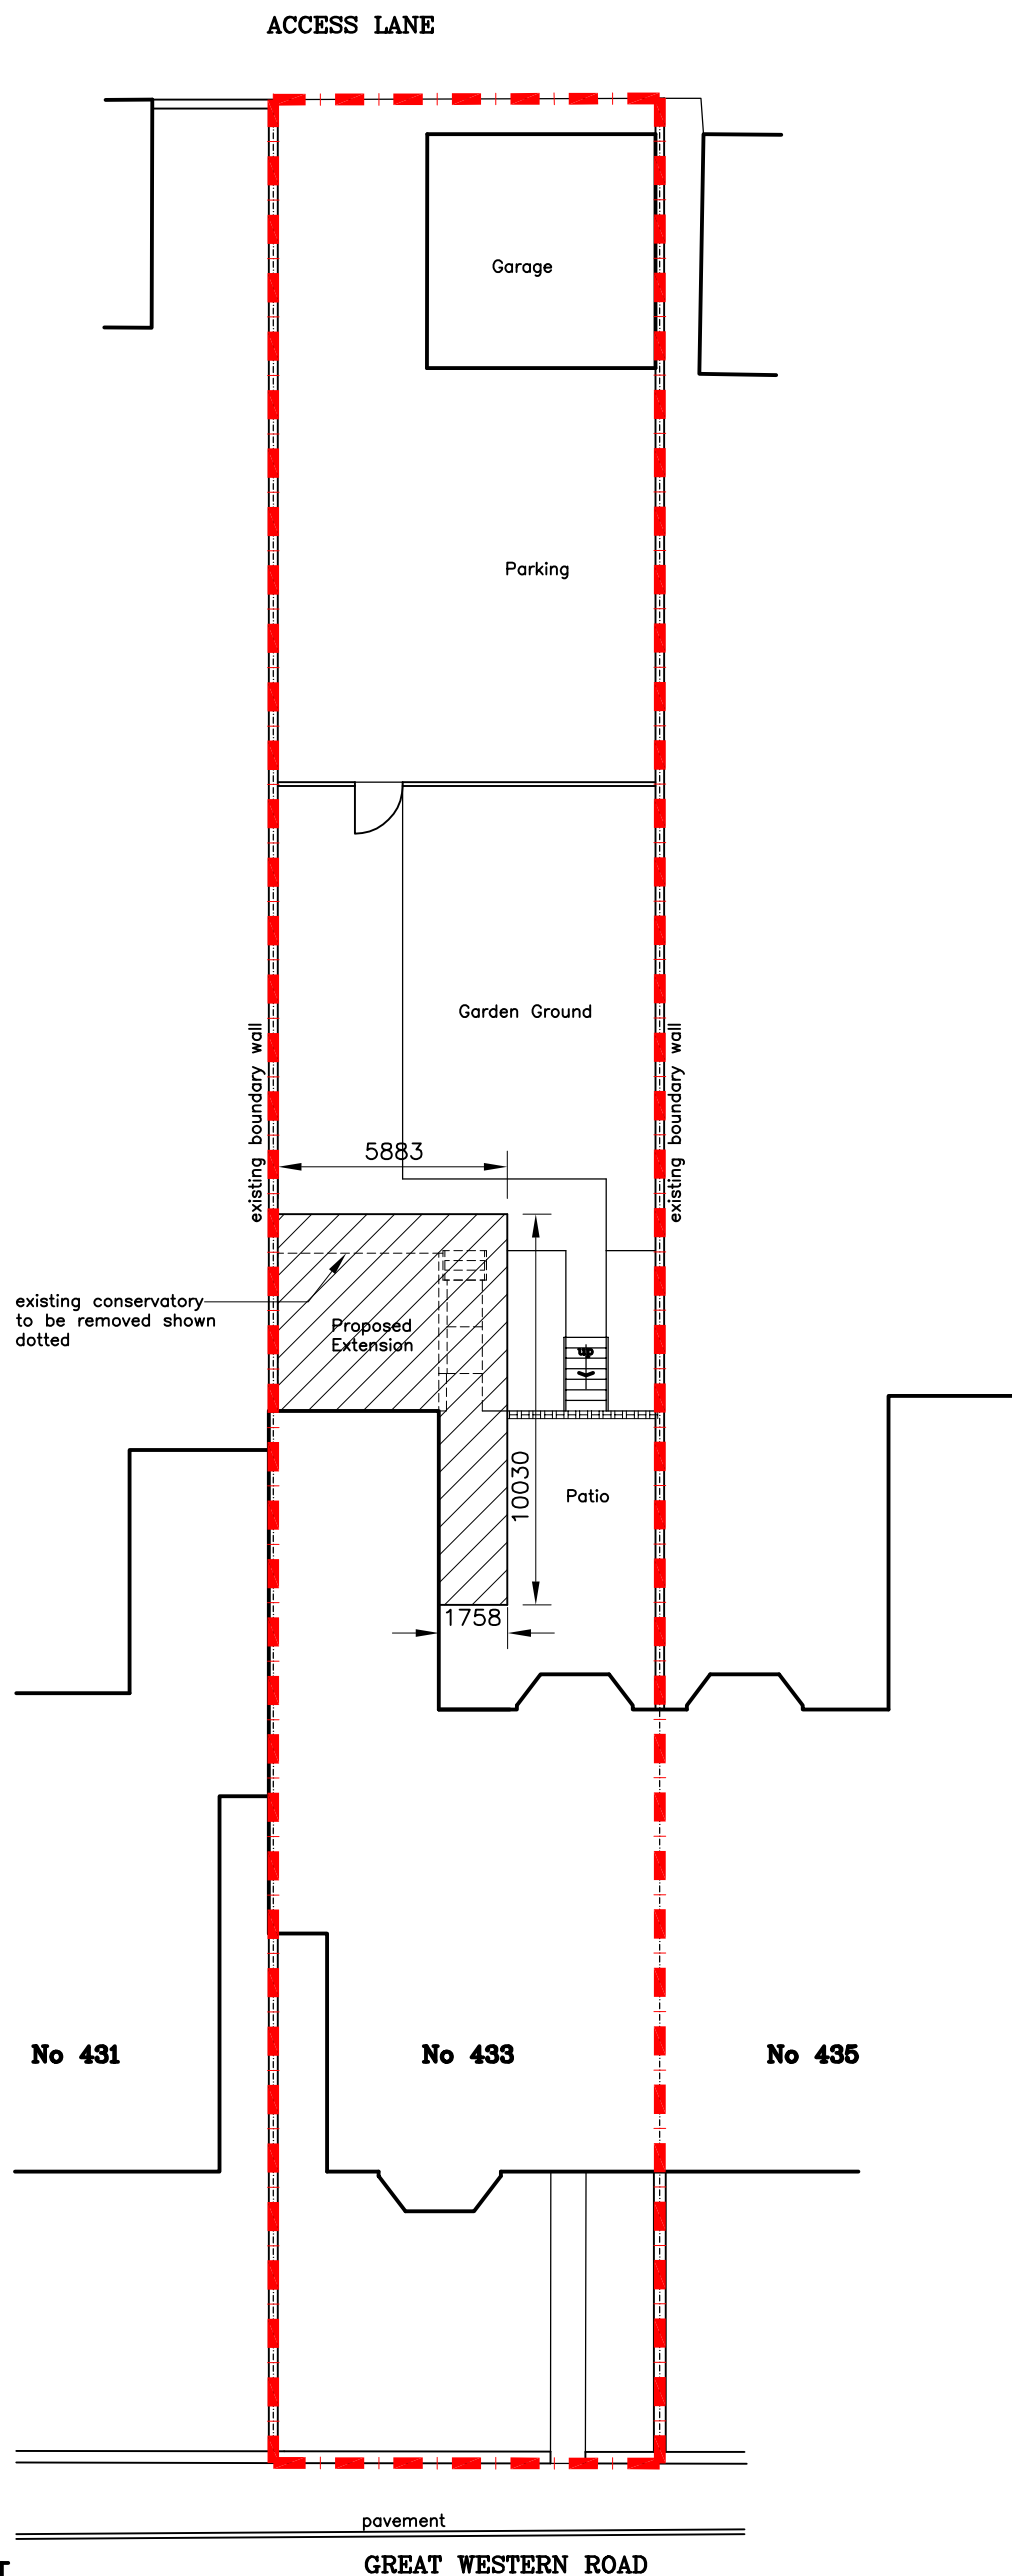 ACCESS LANE
Garage
Parking
Garden Ground
existing boundary wall
existing boundary wall
5883
existing conservatory
to be removed shown
dotted
Proposed
Extension
up
10030
Patio
1758
No 431
No 433
No 435
pavement
GREAT WESTERN ROAD